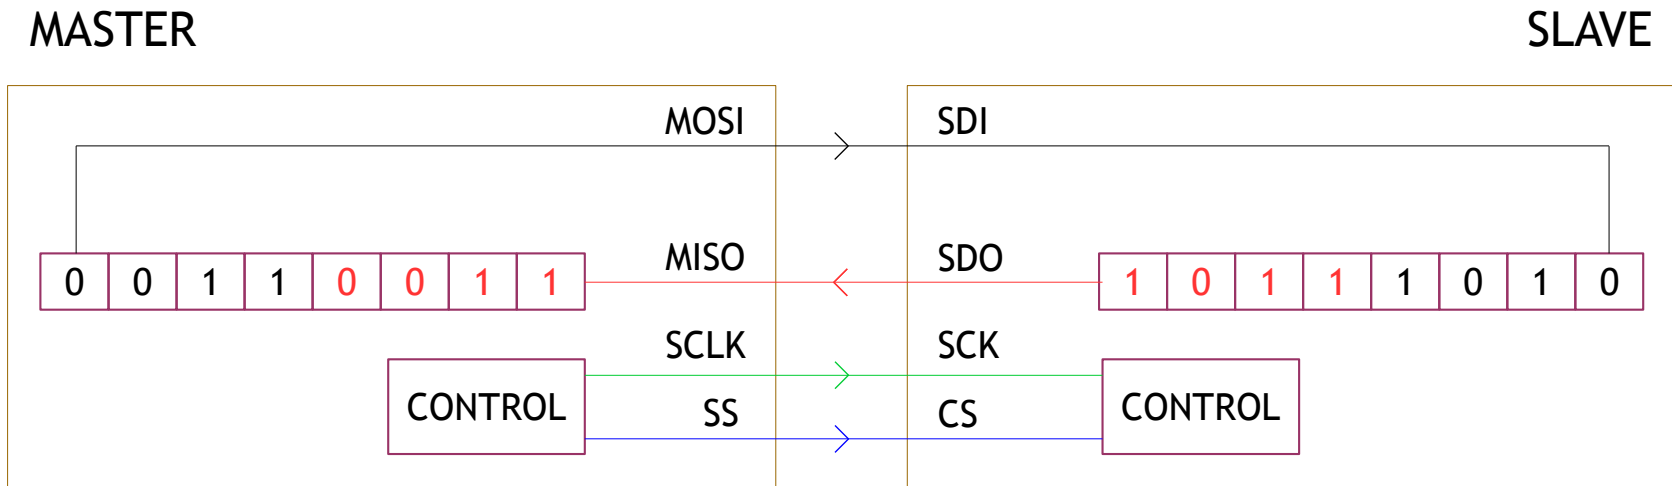 MASTER SLAVE
MOSI SDI
0 0 1 1 0 0 1 1 MISO SDO 1 0 1 1 1 0 1 0
SCLK SCK
CONTROL SS CS CONTROL